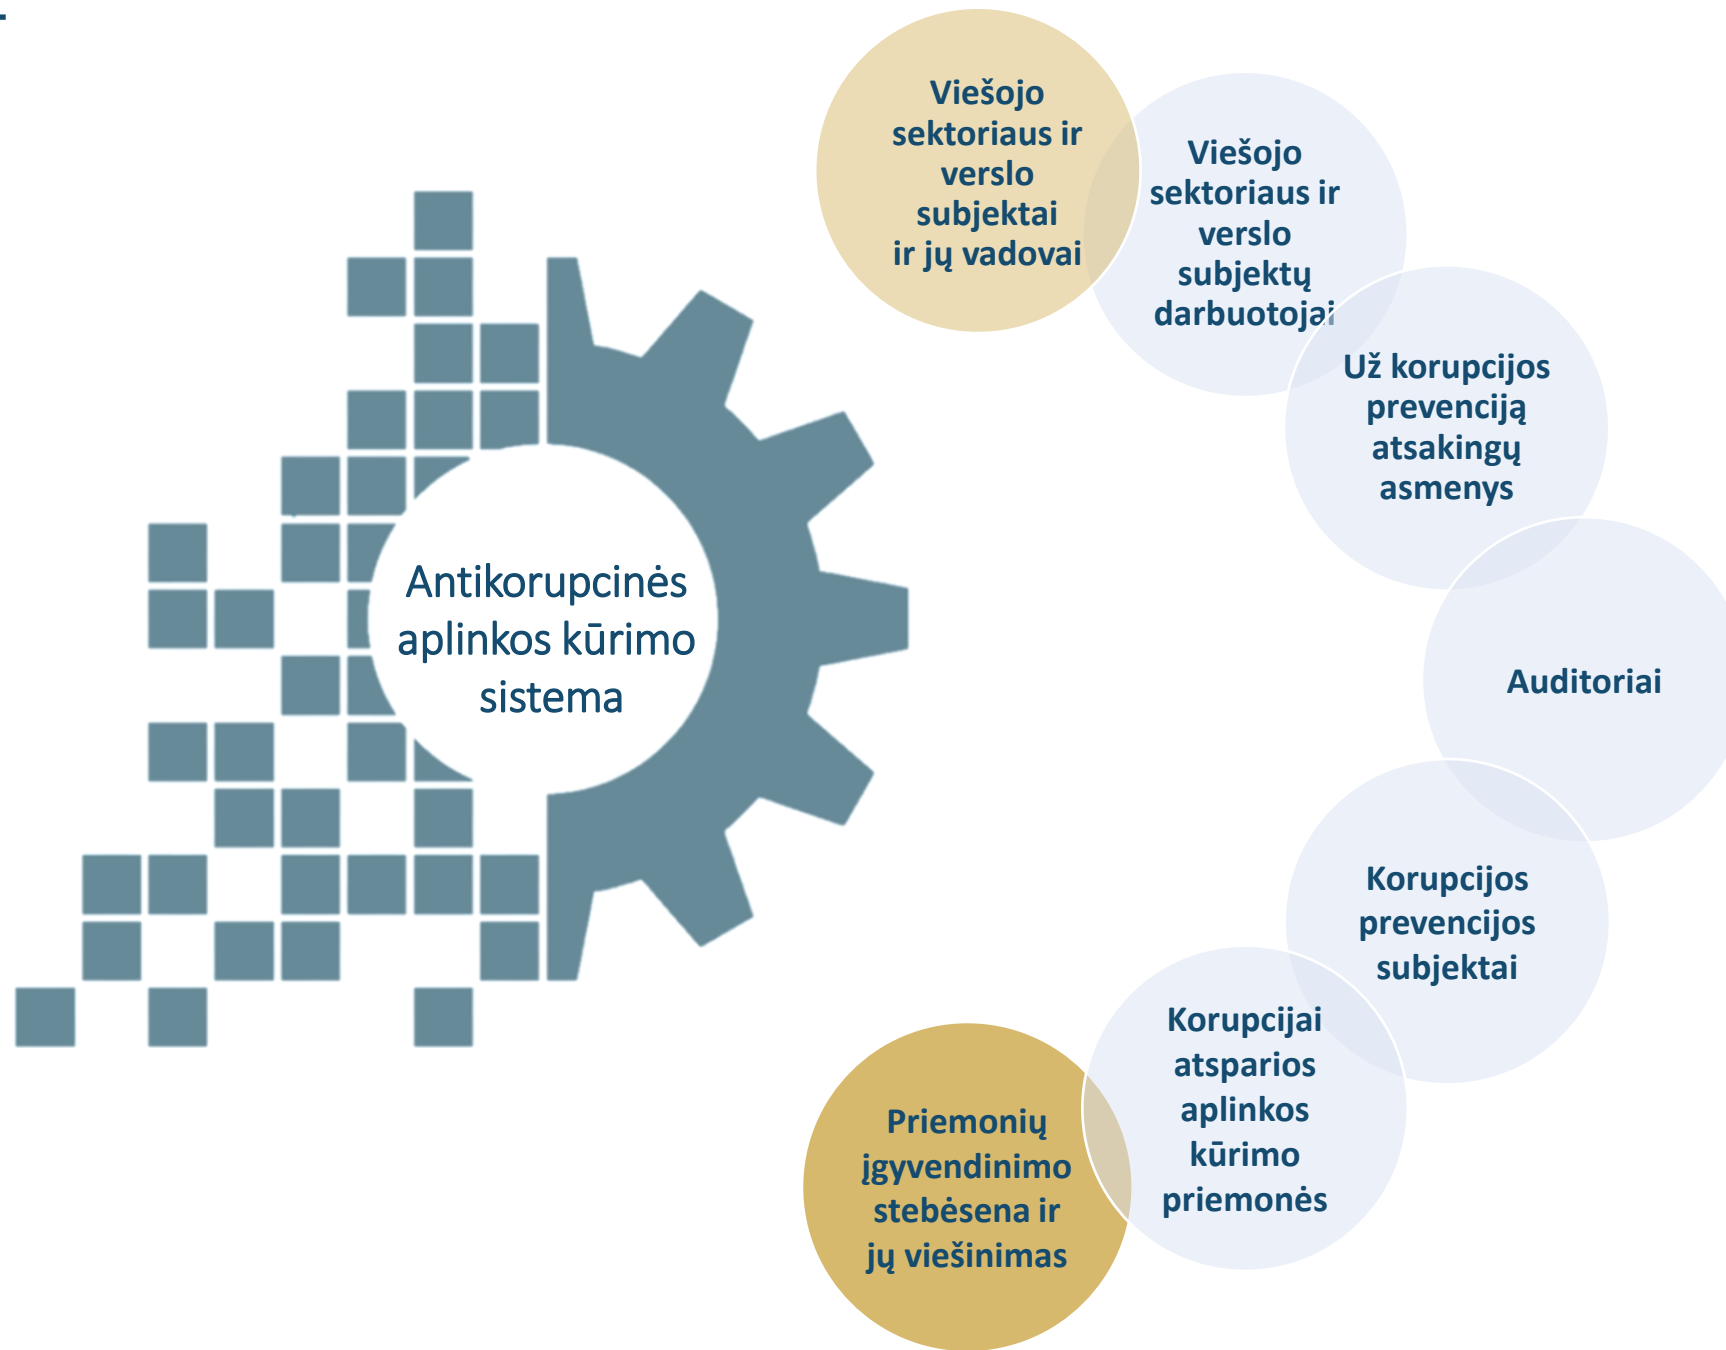 Viešojo
sektoriaus ir
verslo
subjektai
ir jų vadovai
Viešojo
sektoriaus ir
verslo
subjektų
darbuotojai
Už korupcijos
prevenciją
atsakingų
asmenys
Auditoriai
Korupcijos
prevencijos
subjektai
Korupcijai
atsparios
aplinkos
kūrimo
priemonės
Priemonių
įgyvendinimo
stebėsena ir
jų viešinimas
Antikorupcinės
aplinkos kūrimo
sistema